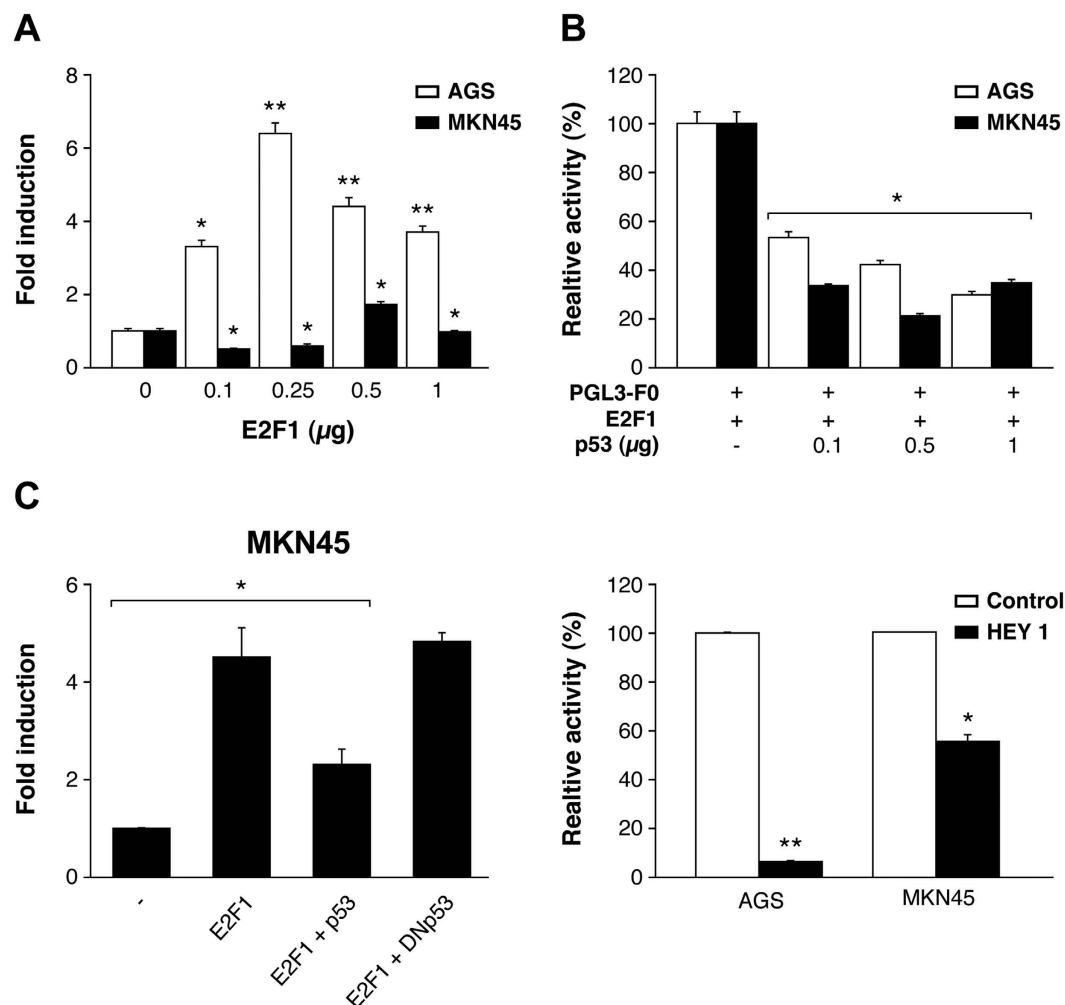 A
Fold induction
8
6
4
2
0
AGS
MKN45
*
*
**
*
**
*
**
*
0
0.1
0.25
0.5
1
E2F1 (µg)
B
Realtive activity (%)
120
100
80
60
40
20
0
AGS
MKN45
*
PGL3-F0 + + + +
E2F1 + + + +
p53 (µg) - 0.1 0.5 1
C
MKN45
Fold induction
6
4
2
0
*
-
E2F1
E2F1 + p53
E2F1 + DNp53
Realtive activity (%)
120
100
80
60
40
20
0
Control
HEY 1
**
*
AGS
MKN45